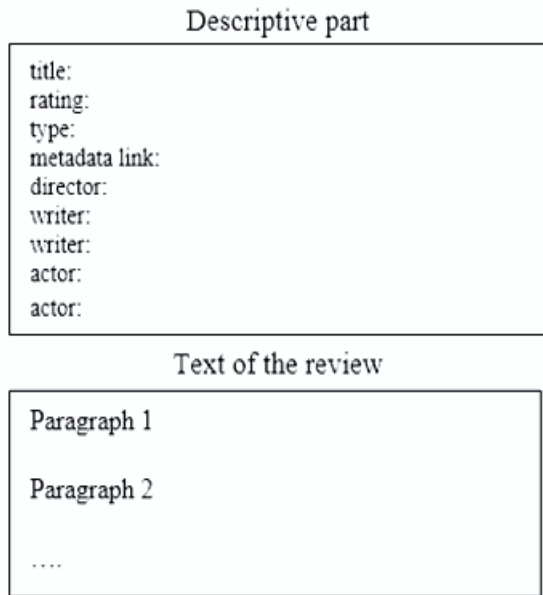 Descriptive part
title:
rating:
type:
metadata link:
director:
writer:
writer:
actor:
actor:
Text of the review
Paragraph 1
Paragraph 2
....